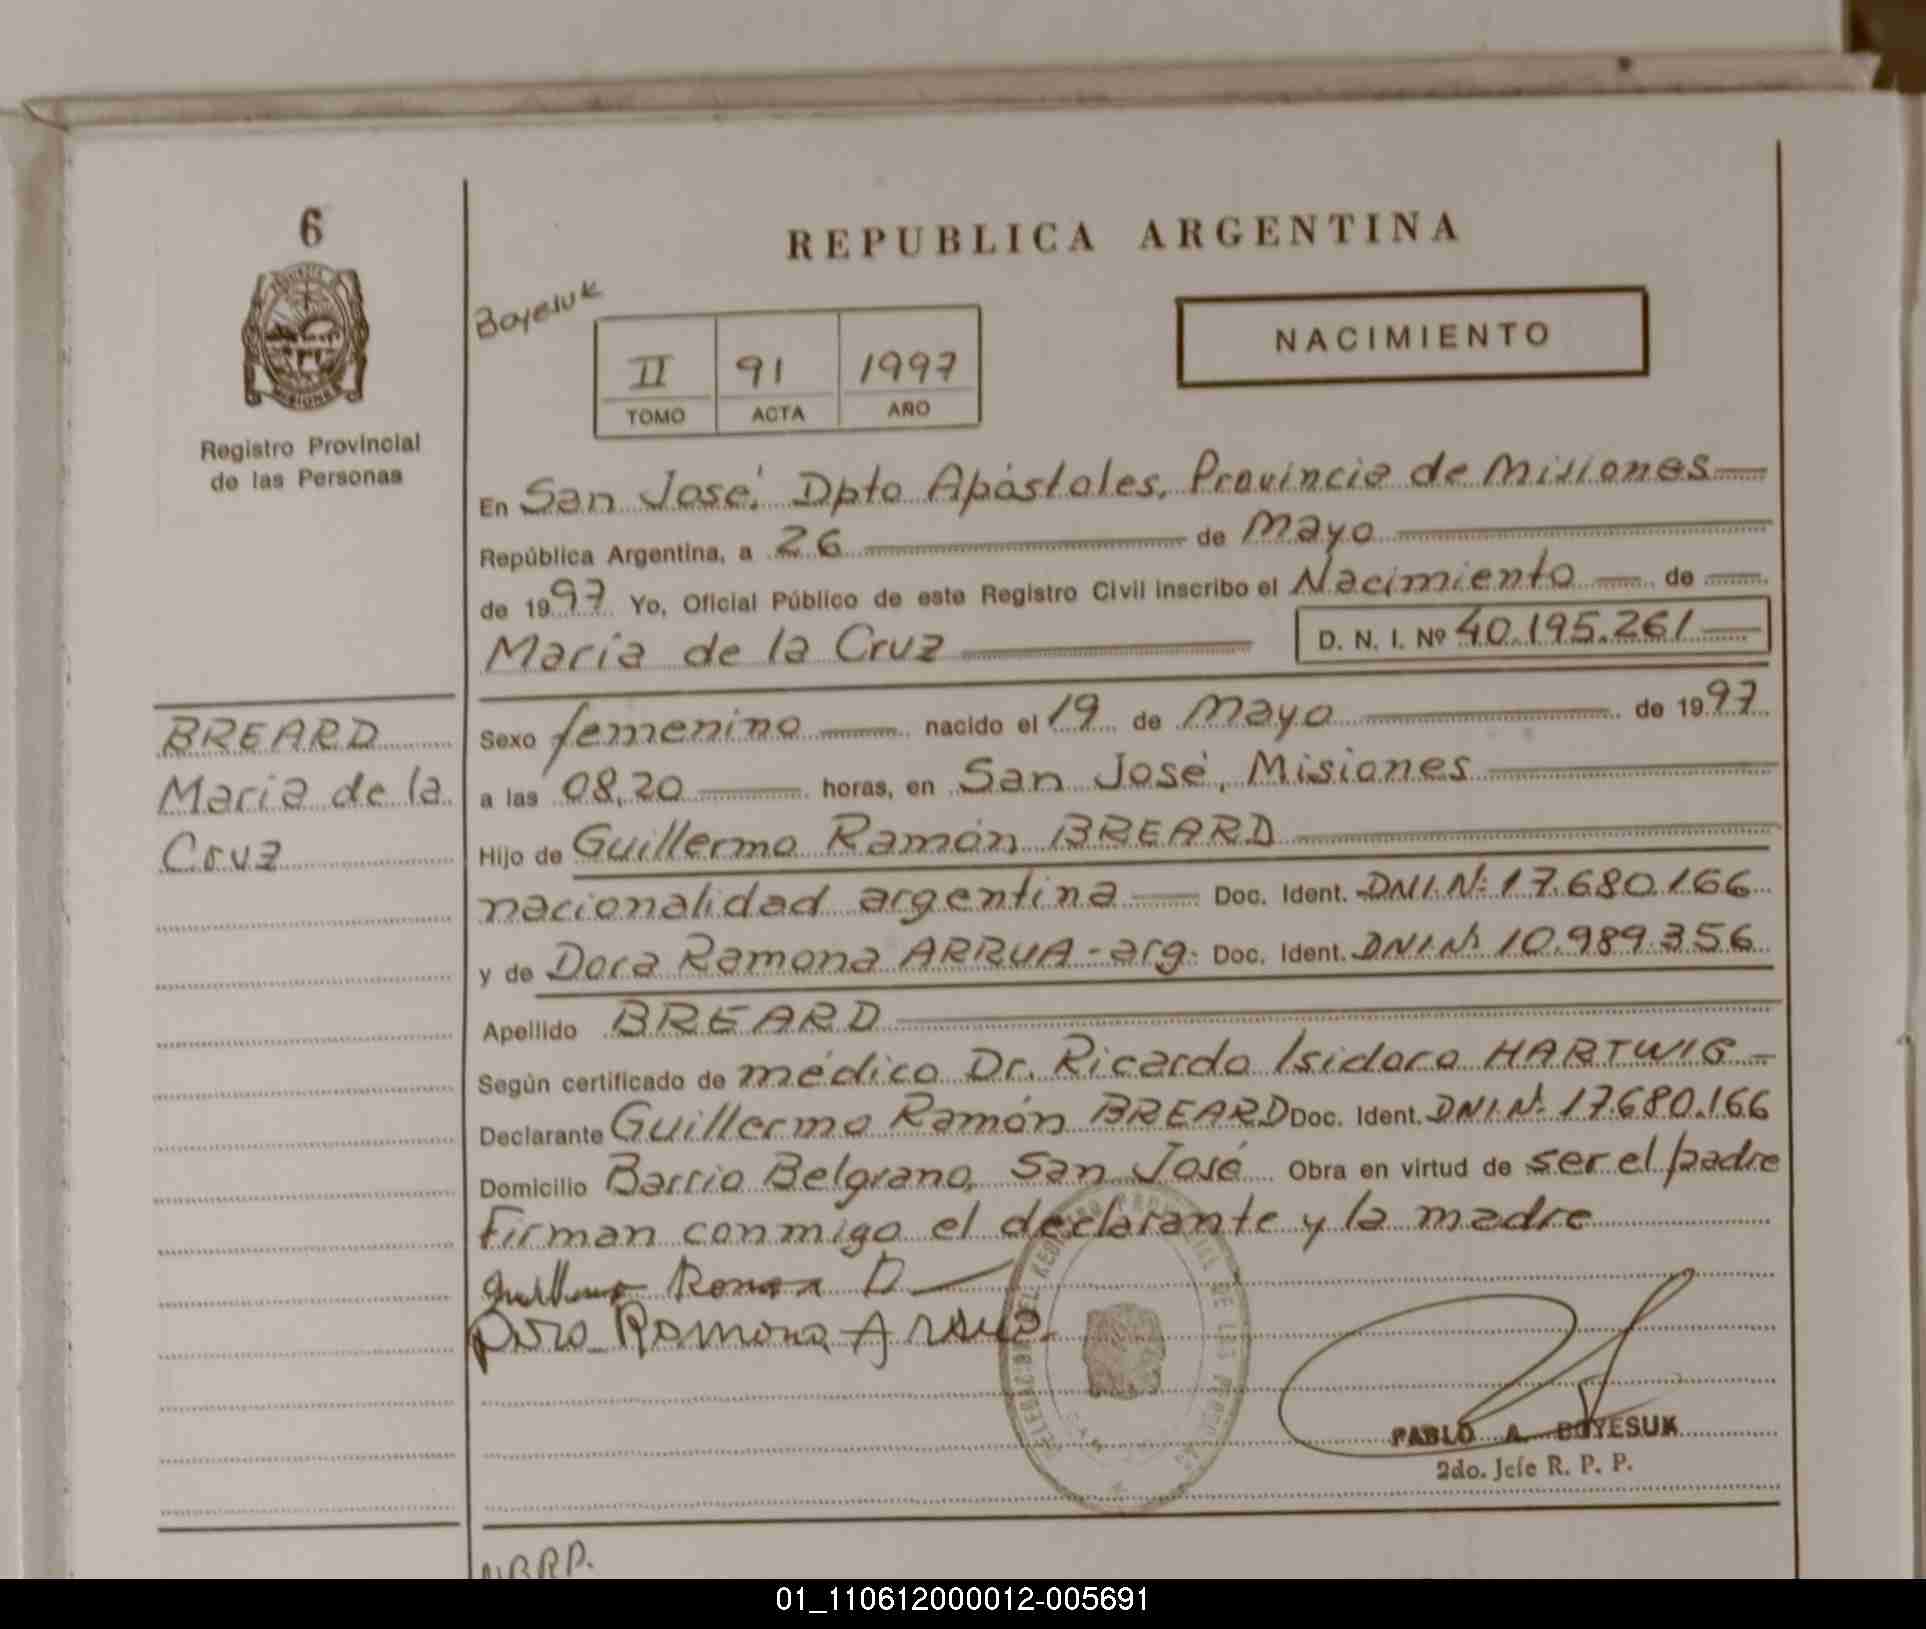 6
REPUBLICA ARGENTINA
Boyesuk
NACIMIENTO
II 91 1997
TOMO ACTA AÑO
Registro Provincial
de las Personas
En San José, Dpto Apóstoles, Provincia de Misiones
República Argentina, a 26 de Mayo
de 1997 Yo, Oficial Público de este Registro Civil inscribo el Nacimiento de
María de la Cruz D. N. I. Nº 40.195.261
BREARD
María de la
Cruz
Sexo femenino nacido el 19 de Mayo de 1997
a las 08,20 horas, en San José, Misiones
Hijo de Guillermo Ramón BREARD
nacionalidad argentina Doc. Ident. DNI.Nº 17.680.166
y de Dora Ramona ARRUA - arg. Doc. Ident. DNI.Nº 10.989.356
Apellido BREARD
Según certificado de médico Dr. Ricardo Isidoro HARTWIG
Declarante Guillermo Ramón BREARD Doc. Ident. DNI.Nº 17.680.166
Domicilio Barrio Belgrano, San José Obra en virtud de ser el padre
Firman conmigo el declarante y la madre
Ramona
PABLO A. BOYESUK
2do. Jefe R. P. P.
01_110612000012-005691